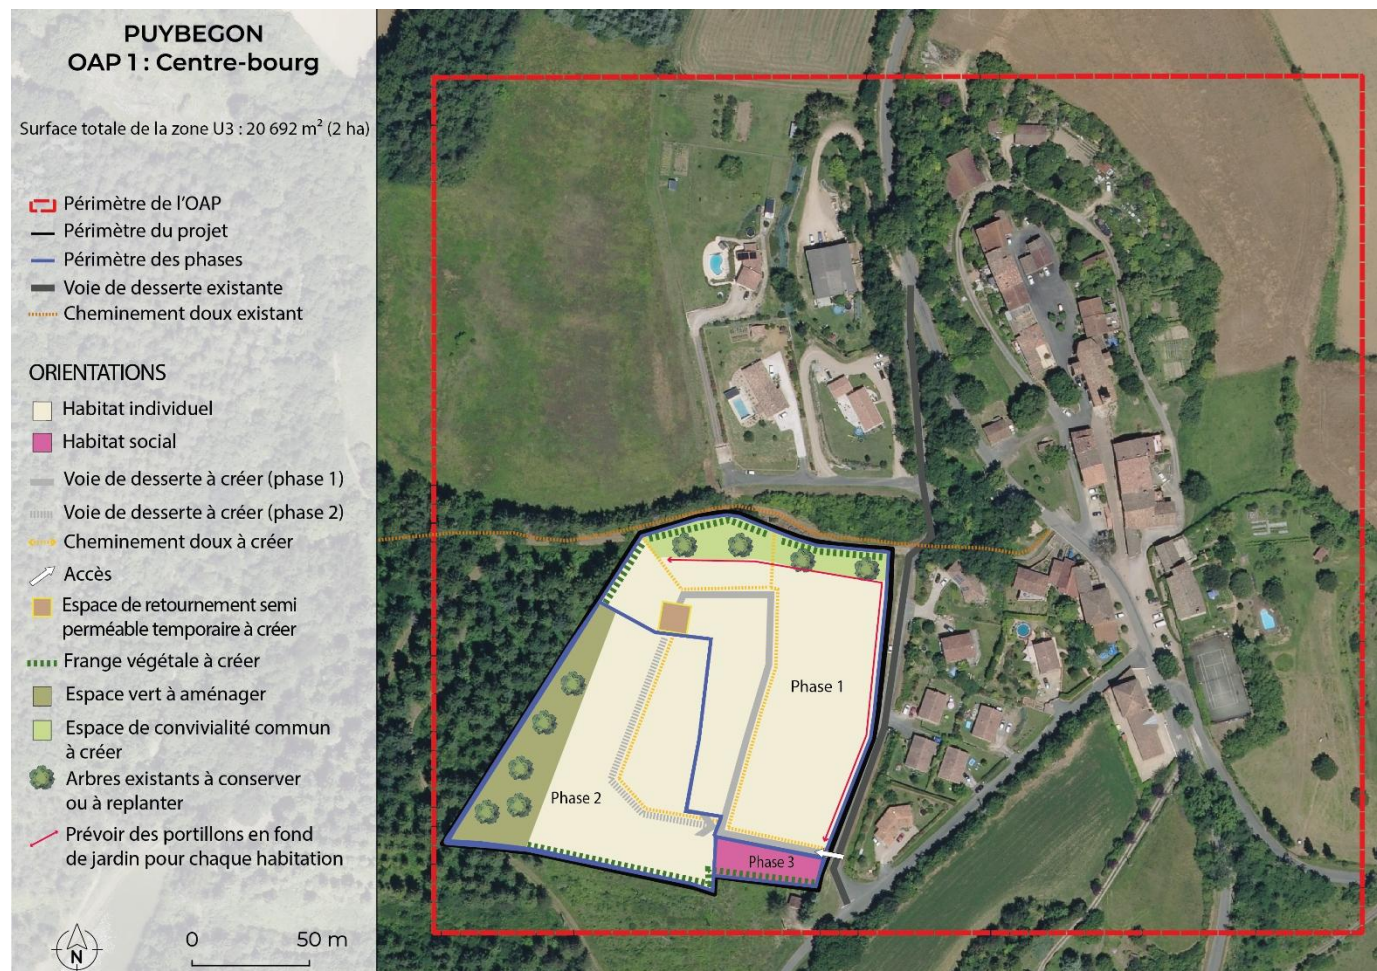 PUYBEGON
OAP 1 : Centre-bourg
Surface totale de la zone U3 : 20 692 m² (2 ha)
Périmètre de l'OAP
Périmètre du projet
Périmètre des phases
Voie de desserte existante
Cheminement doux existant
ORIENTATIONS
Habitat individuel
Habitat social
Voie de desserte à créer (phase 1)
Voie de desserte à créer (phase 2)
Cheminement doux à créer
Accès
Espace de retournement semi
perméable temporaire à créer
Frange végétale à créer
Espace vert à aménager
Espace de convivialité commun
à créer
Arbres existants à conserver
ou à replanter
Prévoir des portillons en fond
de jardin pour chaque habitation
N
0 50 m
Phase 1
Phase 2
Phase 3